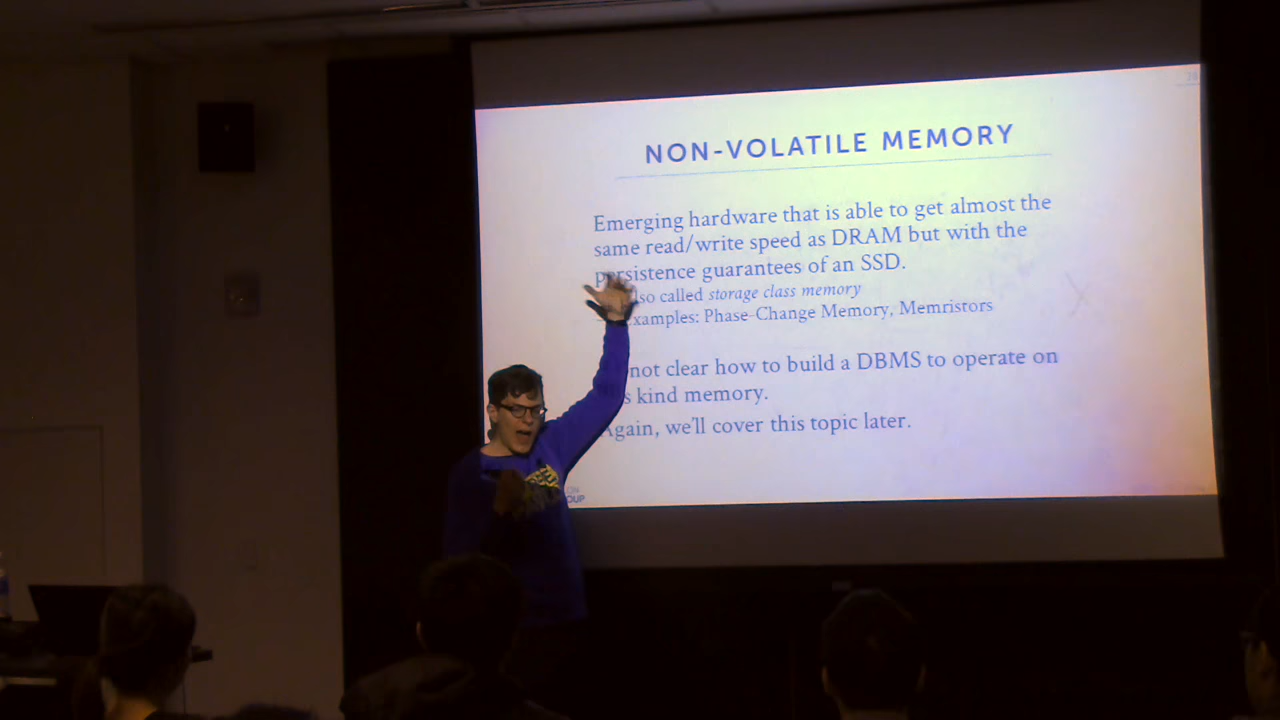 NON-VOLATILE MEMORY
Emerging hardware that is able to get almost the
same read/write speed as DRAM but with the
persistence guarantees of an SSD.
lso called storage class memory
xamples: Phase-Change Memory, Memristors
not clear how to build a DBMS to operate on
s kind memory.
Again, we'll cover this topic later.